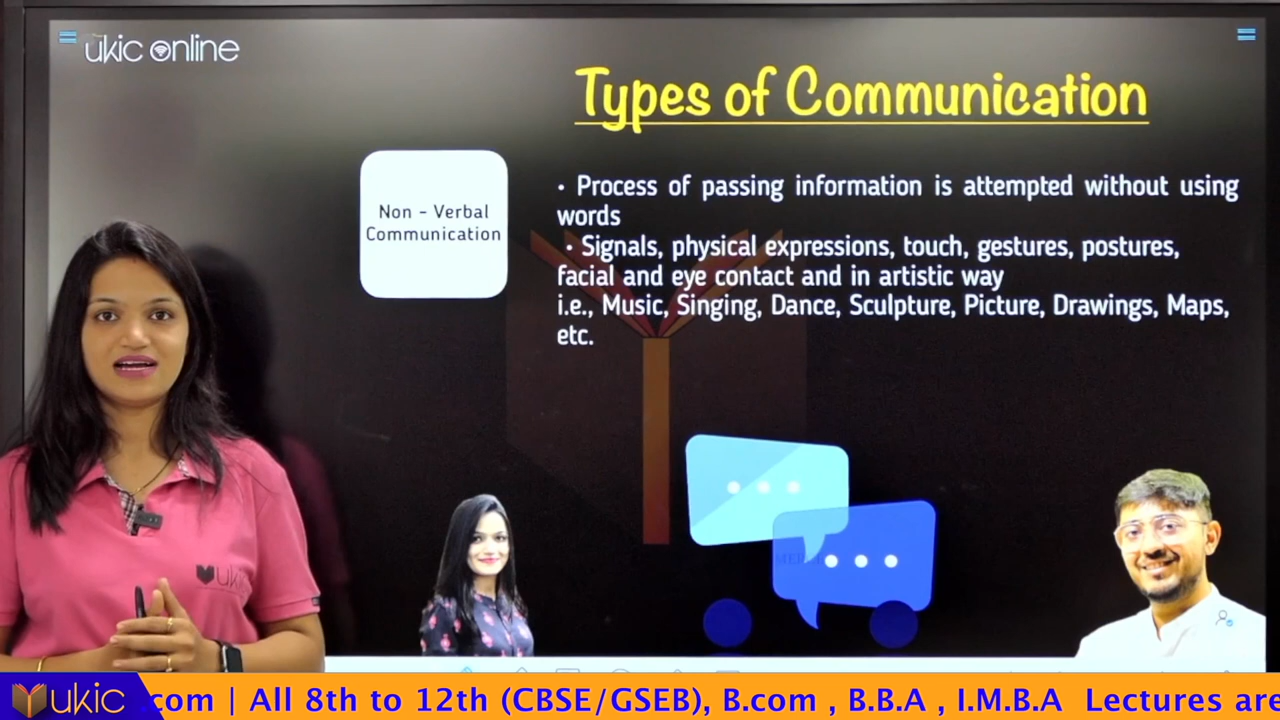 ukic online
Types of Communication
Non - Verbal
Communication
• Process of passing information is attempted without using
words
• Signals, physical expressions, touch, gestures, postures,
facial and eye contact and in artistic way
i.e., Music, Singing, Dance, Sculpture, Picture, Drawings, Maps,
etc.
ukic
ukic
.com | All 8th to 12th (CBSE/GSEB), B.com , B.B.A , I.M.B.A Lectures are